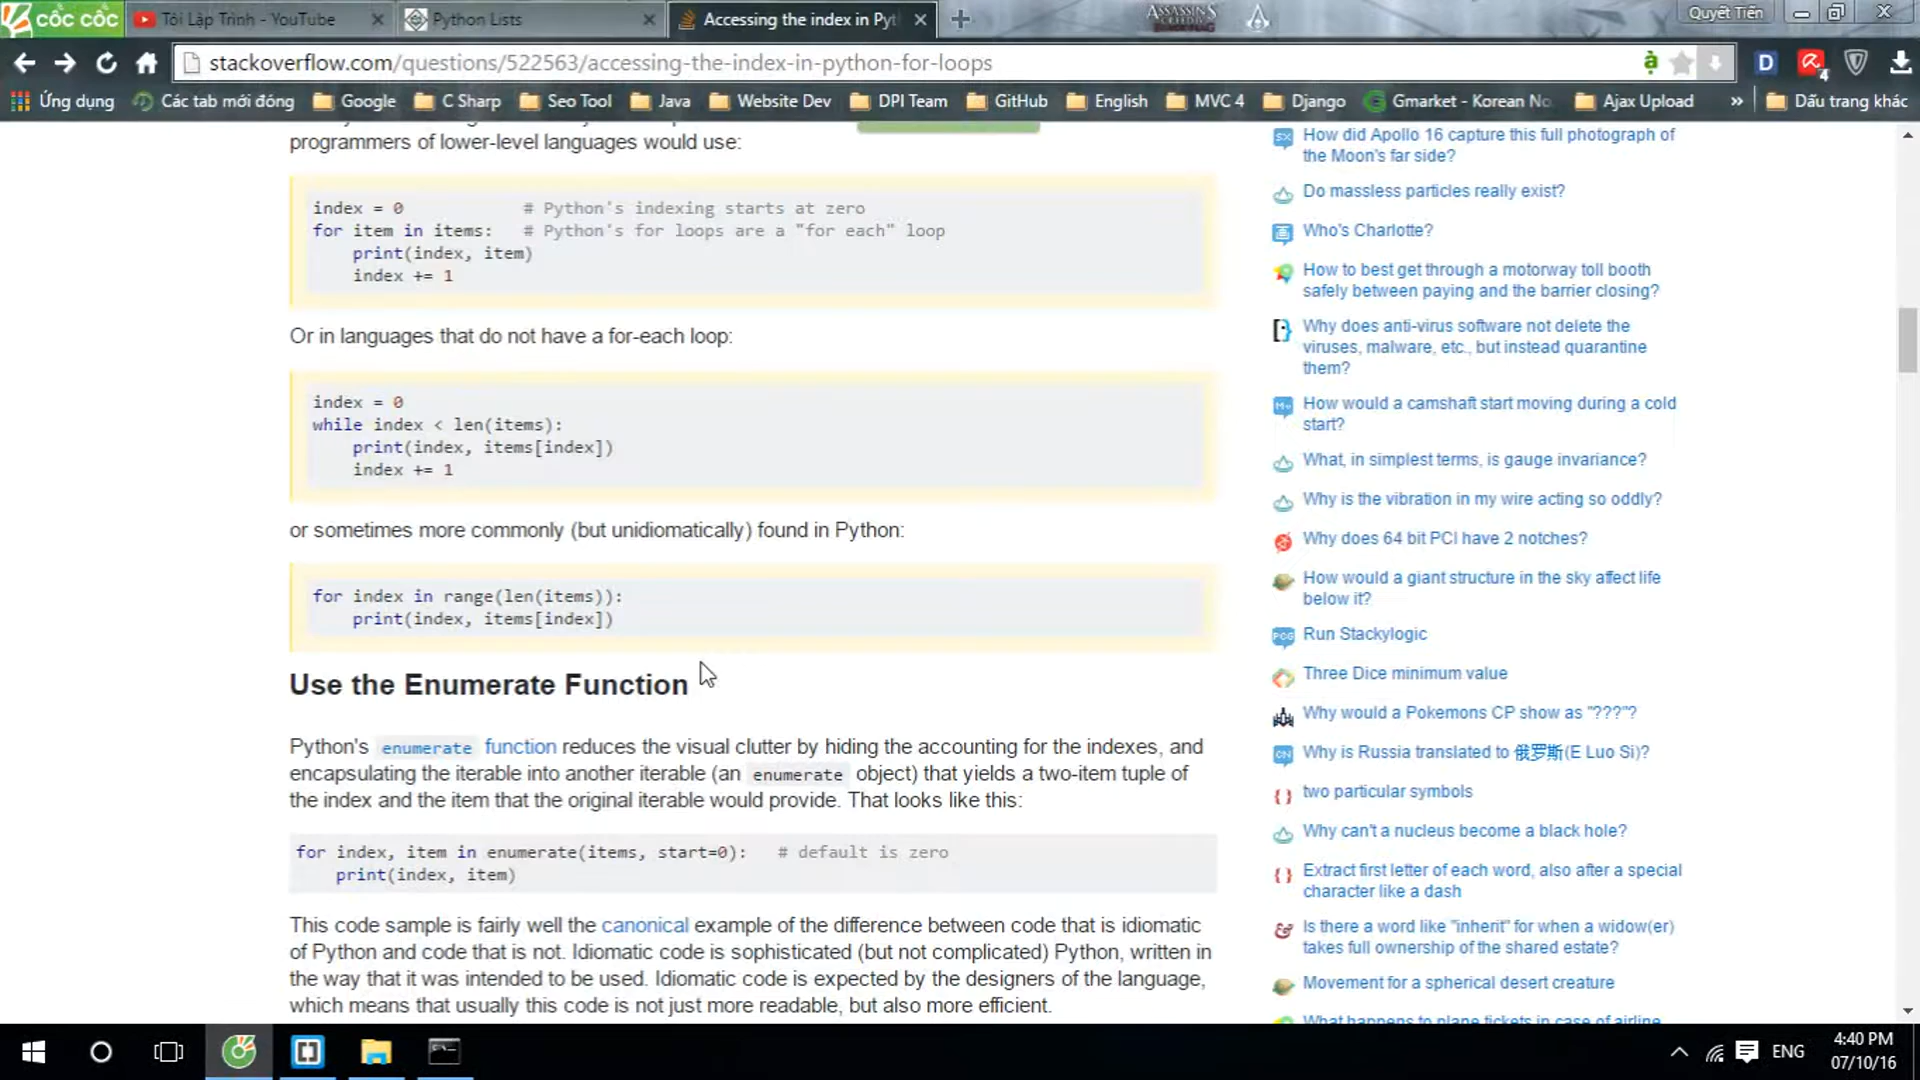 cốc cốc
Tôi Lập Trình - YouTube
Python Lists
Accessing the index in Pyt
ASSASSIN'S
Quyết Tiến
stackoverflow.com/questions/522563/accessing-the-index-in-python-for-loops
ạ
D
4
Ứng dụng
Các tab mới đóng
Google
C Sharp
Seo Tool
Java
Website Dev
DPI Team
GitHub
English
MVC 4
Django
Gmarket - Korean No
Ajax Upload
»
Dấu trang khác
programmers of lower-level languages would use:
index = 0 # Python's indexing starts at zero
for item in items: # Python's for loops are a "for each" loop
print(index, item)
index += 1
Or in languages that do not have a for-each loop:
index = 0
while index < len(items):
print(index, items[index])
index += 1
or sometimes more commonly (but unidiomatically) found in Python:
for index in range(len(items)):
print(index, items[index])
Use the Enumerate Function
Python's enumerate function reduces the visual clutter by hiding the accounting for the indexes, and
encapsulating the iterable into another iterable (an enumerate object) that yields a two-item tuple of
the index and the item that the original iterable would provide. That looks like this:
for index, item in enumerate(items, start=0): # default is zero
print(index, item)
This code sample is fairly well the canonical example of the difference between code that is idiomatic
of Python and code that is not. Idiomatic code is sophisticated (but not complicated) Python, written in
the way that it was intended to be used. Idiomatic code is expected by the designers of the language,
which means that usually this code is not just more readable, but also more efficient.
How did Apollo 16 capture this full photograph of
the Moon's far side?
Do massless particles really exist?
Who's Charlotte?
How to best get through a motorway toll booth
safely between paying and the barrier closing?
Why does anti-virus software not delete the
viruses, malware, etc., but instead quarantine
them?
How would a camshaft start moving during a cold
start?
What, in simplest terms, is gauge invariance?
Why is the vibration in my wire acting so oddly?
Why does 64 bit PCI have 2 notches?
How would a giant structure in the sky affect life
below it?
PCG
Run Stackylogic
Three Dice minimum value
Why would a Pokemons CP show as "???"?
CN
Why is Russia translated to 俄罗斯(E Luo Si)?
two particular symbols
Why can't a nucleus become a black hole?
Extract first letter of each word, also after a special
character like a dash
Is there a word like "inherit" for when a widow(er)
takes full ownership of the shared estate?
Movement for a spherical desert creature
What happens to plane tickets in case of airline
ENG
4:40 PM
07/10/16